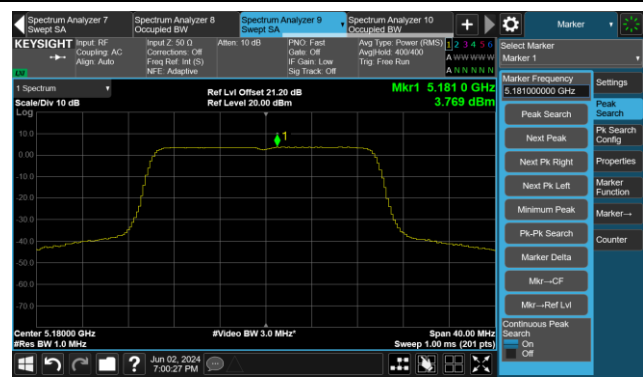 Spectrum Analyzer 7
Swept SA
Spectrum Analyzer 8
Occupied BW
Spectrum Analyzer 9
Swept SA
Spectrum Analyzer 10
Occupied BW
Marker
KEYSIGHT
Input: RF
Coupling: AC
Align: Auto
Input Z: 50 Ω
Corrections: Off
Freq Ref: Int (S)
NFE: Adaptive
Atten: 10 dB
PNO: Fast
Gate: Off
IF Gain: Low
Sig Track: Off
Avg Type: Power (RMS)
Avg|Hold: 400/400
Trig: Free Run
1 2 3 4 5 6
A W W W W W
A N N N N N
Select Marker
Marker 1
1 Spectrum
Scale/Div 10 dB
Log
Ref Lvl Offset 21.20 dB
Ref Level 20.00 dBm
Mkr1 5.181 0 GHz
3.769 dBm
10.0
0.00
-10.0
-20.0
-30.0
-40.0
-50.0
-60.0
-70.0
1
Center 5.18000 GHz
#Res BW 1.0 MHz
#Video BW 3.0 MHz*
Span 40.00 MHz
Sweep 1.00 ms (201 pts)
Marker Frequency
5.181000000 GHz
Peak Search
Next Peak
Next Pk Right
Next Pk Left
Minimum Peak
Pk-Pk Search
Marker Delta
Mkr→CF
Mkr→Ref Lvl
Continuous Peak
Search
On
Off
Settings
Peak
Search
Pk Search
Config
Properties
Marker
Function
Marker→
Counter
Jun 02, 2024
7:00:27 PM